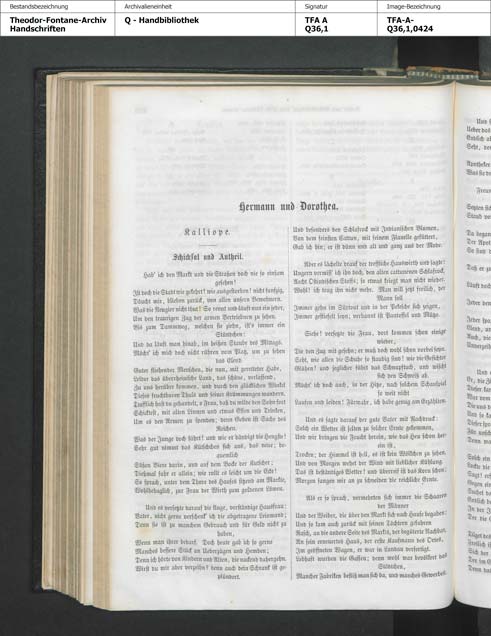 Bestandsbezeichnung
Theodor-Fontane-Archiv
Handschriften
Archivalieneinheit
Q - Handbibliothek
Signatur
TFA A
Q36,1
Image-Bezeichnung
TFA-A-
Q36,1,0424
Hermann und Dorothea.
Kalliope.
Schicksal und Antheil.
Hab' ich den Markt und die Straßen doch nie so einsam
gesehen!
Ist doch die Stadt wie gekehrt! wie ausgestorben! nicht funfzig,
Däucht mir, blieben zurück, von allen unsern Bewohnern.
Was die Neugier nicht thut! So rennt und läuft nun ein jeder,
Um den traurigen Zug der armen Vertriebnen zu sehen.
Bis zum Dammweg, welchen sie ziehn, ist's immer ein
Stündchen;
Und da läuft man hinab, im heißen Staube des Mittags.
Möcht' ich mich doch nicht rühren vom Platz, um zu sehen
das Elend
Guter fliehender Menschen, die nun, mit geretteter Habe,
Leider das überrheinische Land, das schöne, verlassend,
Zu uns herüber kommen, und durch den glücklichen Winkel
Dieses fruchtbaren Thals und seiner Krümmungen wandern.
Trefflich hast du gehandelt, o Frau, daß du milde den Sohn fort
Schicktest, mit altem Linnen und etwas Essen und Trinken,
Um es den Armen zu spenden; denn Geben ist Sache des
Reichen.
Was der Junge doch fährt! und wie er bändigt die Hengste!
Sehr gut nimmt das Kütschchen sich aus, das neue; be-
quemlich
Säßen Viere darin, und auf dem Bocke der Kutscher;
Diesmal fuhr er allein; wie rollt es leicht um die Ecke!
So sprach, unter dem Thore des Hauses sitzend am Markte,
Wohlbehaglich, zur Frau der Wirth zum goldenen Löwen.
Und es versetzte darauf die kluge, verständige Hausfrau:
Vater, nicht gerne verschenk' ich die abgetragene Leinwand;
Denn sie ist zu manchem Gebrauch und für Geld nicht zu
haben,
Wenn man ihrer bedarf. Doch heute gab ich so gerne
Manches bessere Stück an Ueberzügen und Hemden;
Denn ich hörte von Kindern und Alten, die nackend dahergehn.
Wirst du mir aber verzeihn? denn auch dein Schrank ist ge-
plündert.
Und besonders den Schlafrock mit Indianischen Blumen,
Von dem feinsten Cattun, mit feinem Flanelle gefüttert,
Gab ich hin; er ist dünn und alt und ganz aus der Mode.
Aber es lächelte drauf der treffliche Hauswirth und sagte:
Ungern vermiss' ich ihn doch, den alten cattunenen Schlafrock,
Echt Ostindischen Stoffs; so etwas kriegt man nicht wieder.
Wohl! ich trug ihn nicht mehr. Man will jetzt freilich, der
Mann soll
Immer gehn im Sürtout und in der Pekesche sich zeigen,
Immer gestiefelt seyn; verbannt ist Pantoffel und Mütze.
Siehe! versetzte die Frau, dort kommen schon einige
wieder,
Die den Zug mit gesehn; er muß doch wohl schon vorbei seyn.
Seht, wie allen die Schuhe so staubig sind! wie die Gesichter
Glühen! und jeglicher führt das Schnupftuch, und wischt
sich den Schweiß ab.
Möcht' ich doch auch, in der Hitze, nach solchem Schauspiel
so weit nicht
Laufen und leiden! Fürwahr, ich habe genug am Erzählten.
Und es sagte darauf der gute Vater mit Nachdruck:
Solch ein Wetter ist selten zu solcher Ernte gekommen,
Und wir bringen die Frucht herein, wie das Heu schon her-
ein ist,
Trocken; der Himmel ist hell, es ist kein Wölkchen zu sehen,
Und von Morgen wehet der Wind mit lieblicher Kühlung.
Das ist beständiges Wetter! und überreif ist das Korn schon;
Morgen fangen wir an zu schneiden die reichliche Ernte.
Als er so sprach, vermehrten sich immer die Schaaren
der Männer
Und der Weiber, die über den Markt sich nach Hause begaben;
Und so kam auch zurück mit seinen Töchtern gefahren
Rasch, an die andere Seite des Markts, der begüterte Nachbar,
An sein erneuertes Haus, der erste Kaufmann des Ortes,
Im geöffneten Wagen, er war in Landau verfertigt.
Lebhaft wurden die Gassen; denn wohl war bevölkert das
Städtchen,
Mancher Fabriken befliß man sich da, und manches Gewerbes.